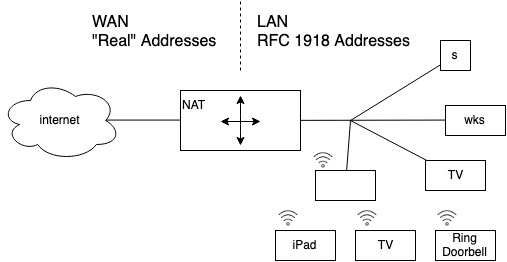 WAN
"Real" Addresses
LAN
RFC 1918 Addresses
s
internet
NAT
wks
TV
iPad
TV
Ring
Doorbell